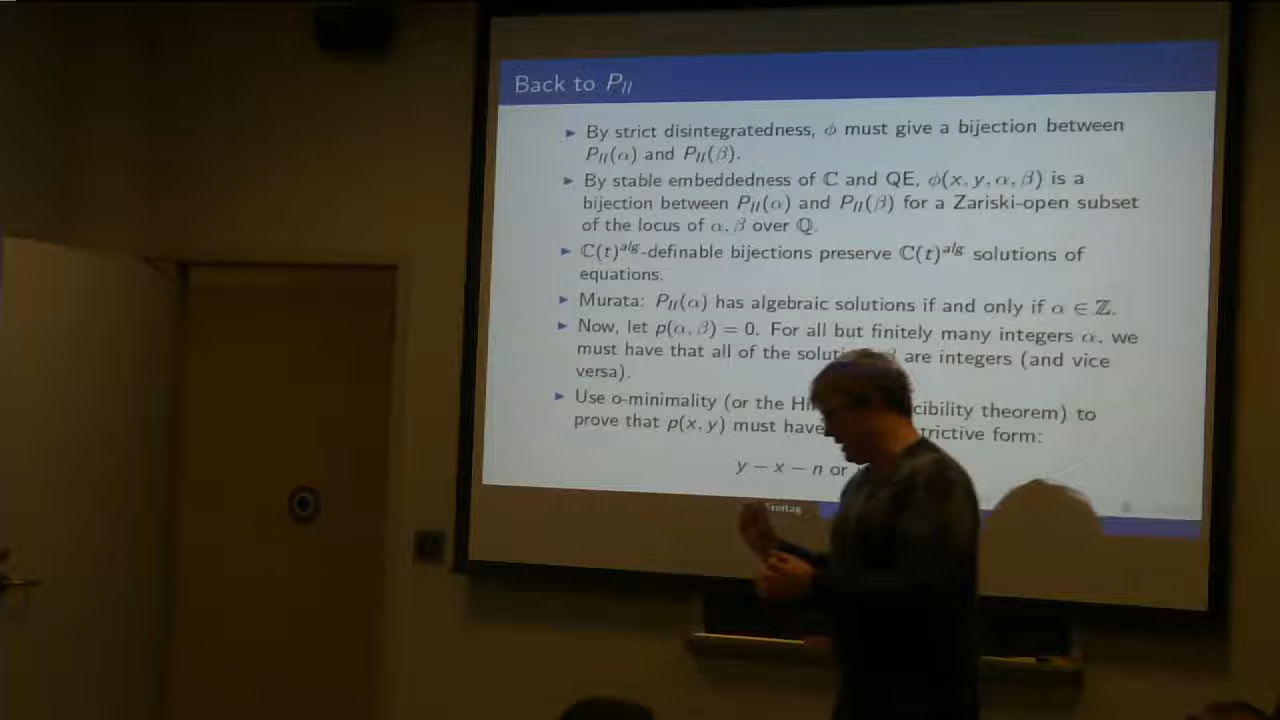 Back to P_II
▶ By strict disintegratedness, ϕ must give a bijection between
P_II(α) and P_II(β).
▶ By stable embeddedness of ℂ and QE, ϕ(x, y, α, β) is a
bijection between P_II(α) and P_II(β) for a Zariski-open subset
of the locus of α, β over ℚ.
▶ ℂ(t)^alg-definable bijections preserve ℂ(t)^alg solutions of
equations.
▶ Murata: P_II(α) has algebraic solutions if and only if α ∈ ℤ.
▶ Now, let p(α, β) = 0. For all but finitely many integers α, we
must have that all of the β are integers (and vice
versa).
▶ Use o-minimality (or the theorem) to
prove that p(x, y) must have form:
y − x − n or
Freitag